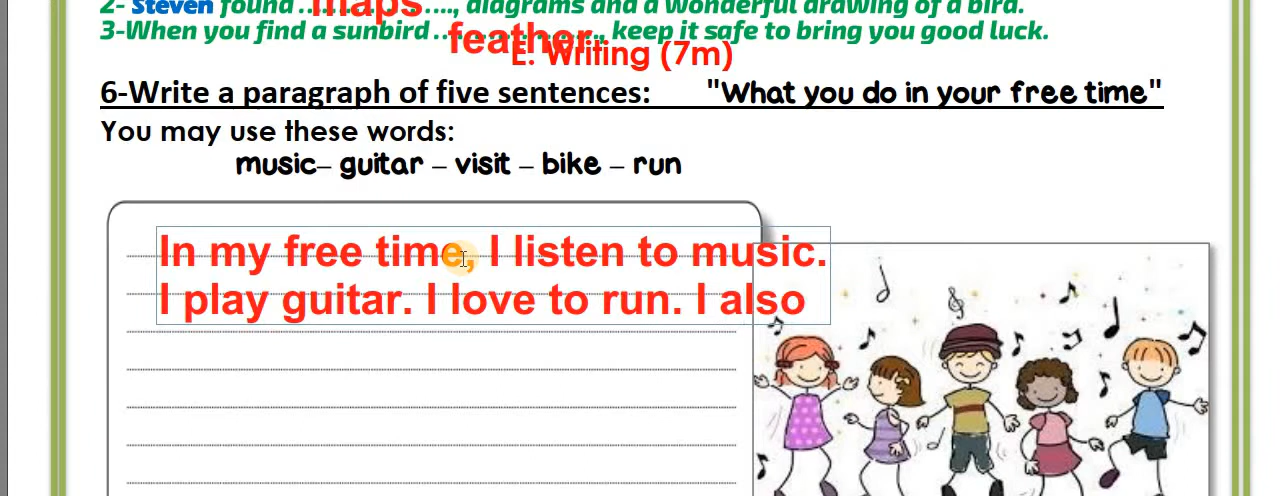 2- Steven found ..................., diagrams and a wonderful drawing of a bird.
maps
3-When you find a sunbird ..................., keep it safe to bring you good luck.
feather.
E. Writing (7m)
6-Write a paragraph of five sentences: "What you do in your free time"
You may use these words:
music– guitar – visit – bike – run
In my free time, I listen to music.
I play guitar. I love to run. I also